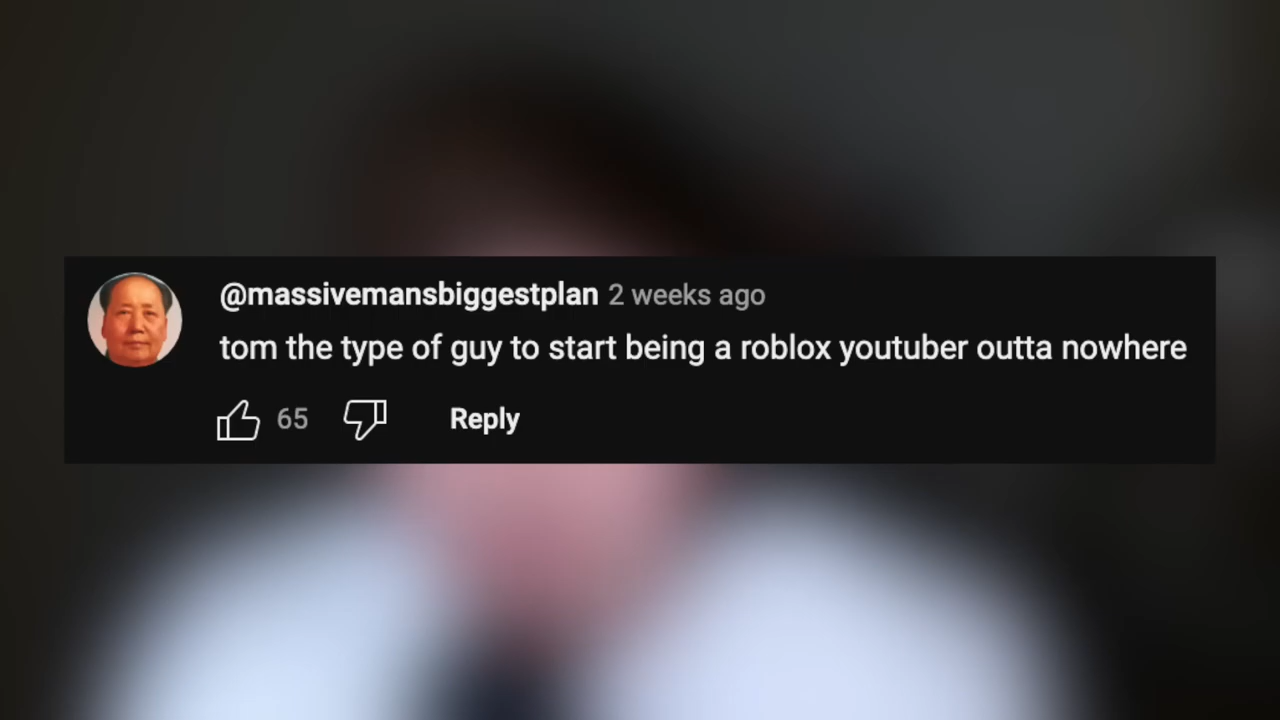 @massivemansbiggestplan 2 weeks ago
tom the type of guy to start being a roblox youtuber outta nowhere
65 Reply